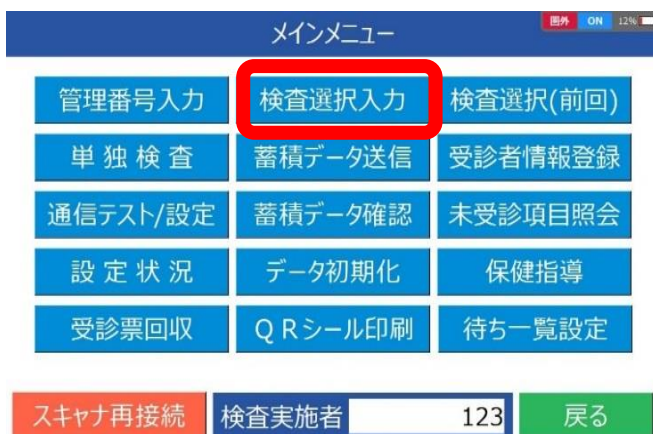 メインメニュー
圏外 ON 12%
管理番号入力 検査選択入力 検査選択(前回)
単独検査 蓄積データ送信 受診者情報登録
通信テスト/設定 蓄積データ確認 未受診項目照会
設定状況 データ初期化 保健指導
受診票回収 QRシール印刷 待ち一覧設定
スキャナ再接続 検査実施者 123 戻る